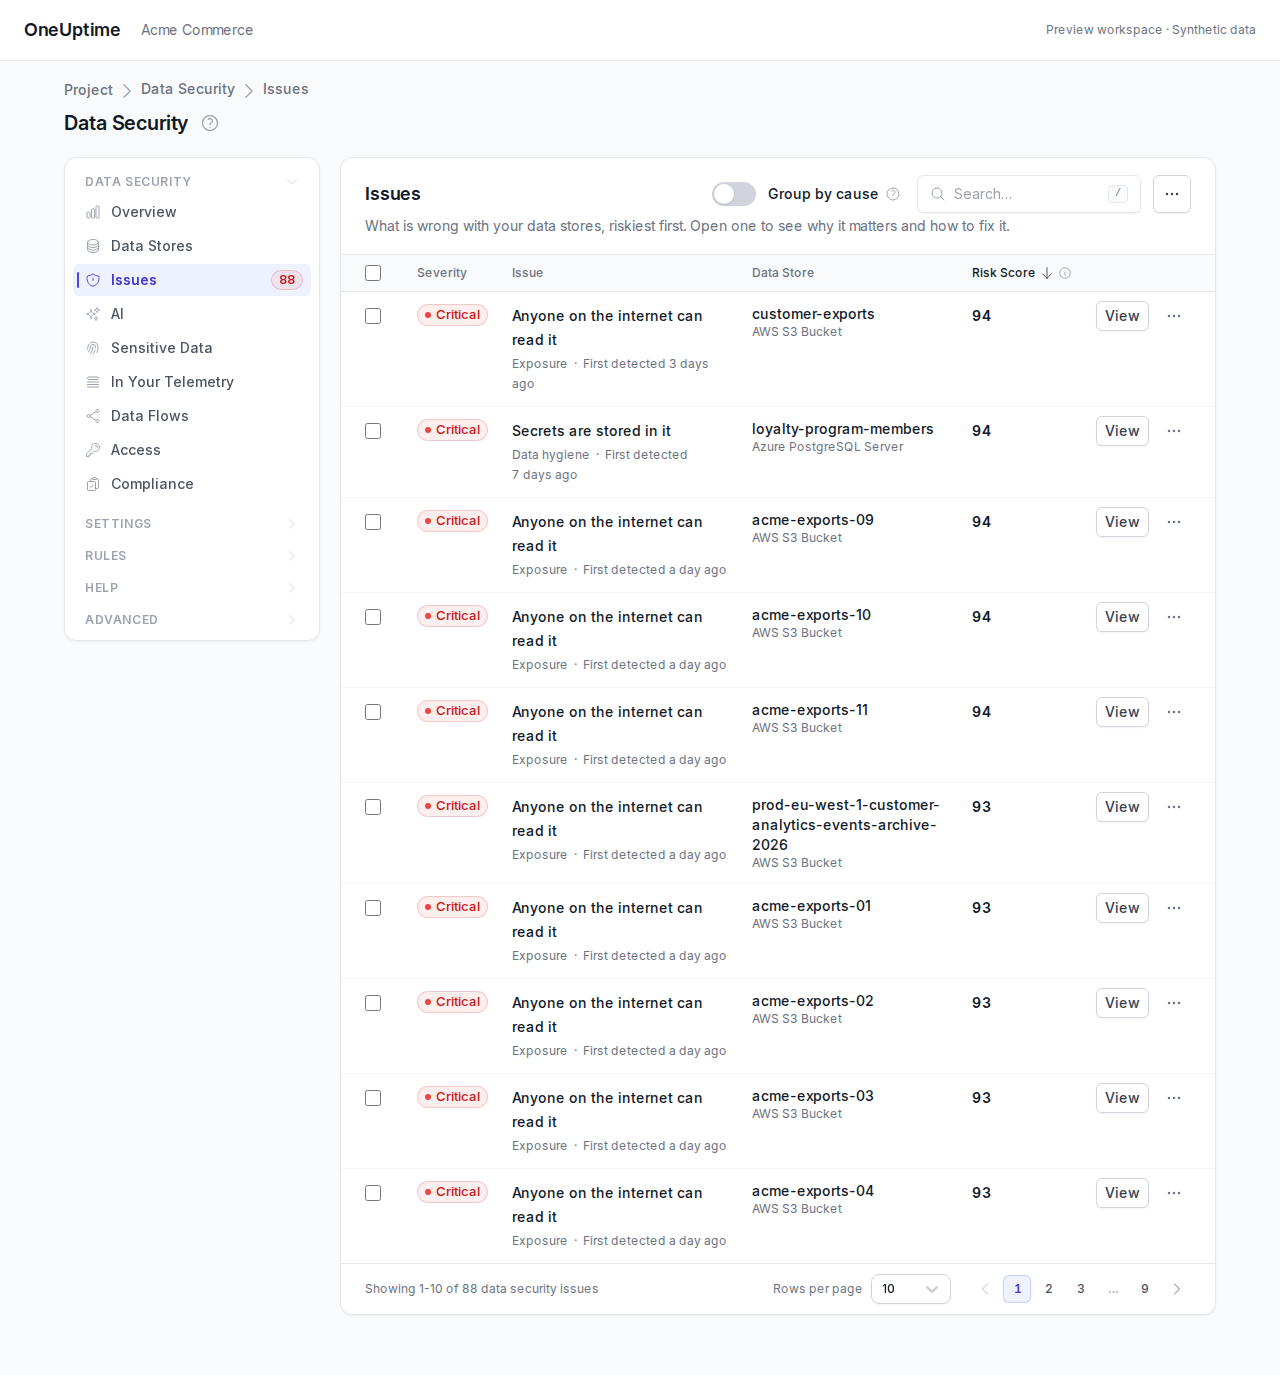 OneUptime Acme Commerce Preview workspace · Synthetic data
Project Data Security Issues
Data Security
DATA SECURITY
Overview
Data Stores
Issues 88
AI
Sensitive Data
In Your Telemetry
Data Flows
Access
Compliance
SETTINGS
RULES
HELP
ADVANCED
Issues Group by cause Search... /
What is wrong with your data stores, riskiest first. Open one to see why it matters and how to fix it.
Severity Issue Data Store Risk Score
Critical Anyone on the internet can customer-exports 94 View
read it AWS S3 Bucket
Exposure · First detected 3 days
ago
Critical Secrets are stored in it loyalty-program-members 94 View
Data hygiene · First detected Azure PostgreSQL Server
7 days ago
Critical Anyone on the internet can acme-exports-09 94 View
read it AWS S3 Bucket
Exposure · First detected a day ago
Critical Anyone on the internet can acme-exports-10 94 View
read it AWS S3 Bucket
Exposure · First detected a day ago
Critical Anyone on the internet can acme-exports-11 94 View
read it AWS S3 Bucket
Exposure · First detected a day ago
Critical Anyone on the internet can prod-eu-west-1-customer- 93 View
read it analytics-events-archive-
2026
Exposure · First detected a day ago AWS S3 Bucket
Critical Anyone on the internet can acme-exports-01 93 View
read it AWS S3 Bucket
Exposure · First detected a day ago
Critical Anyone on the internet can acme-exports-02 93 View
read it AWS S3 Bucket
Exposure · First detected a day ago
Critical Anyone on the internet can acme-exports-03 93 View
read it AWS S3 Bucket
Exposure · First detected a day ago
Critical Anyone on the internet can acme-exports-04 93 View
read it AWS S3 Bucket
Exposure · First detected a day ago
Showing 1-10 of 88 data security issues Rows per page 10 1 2 3 ... 9